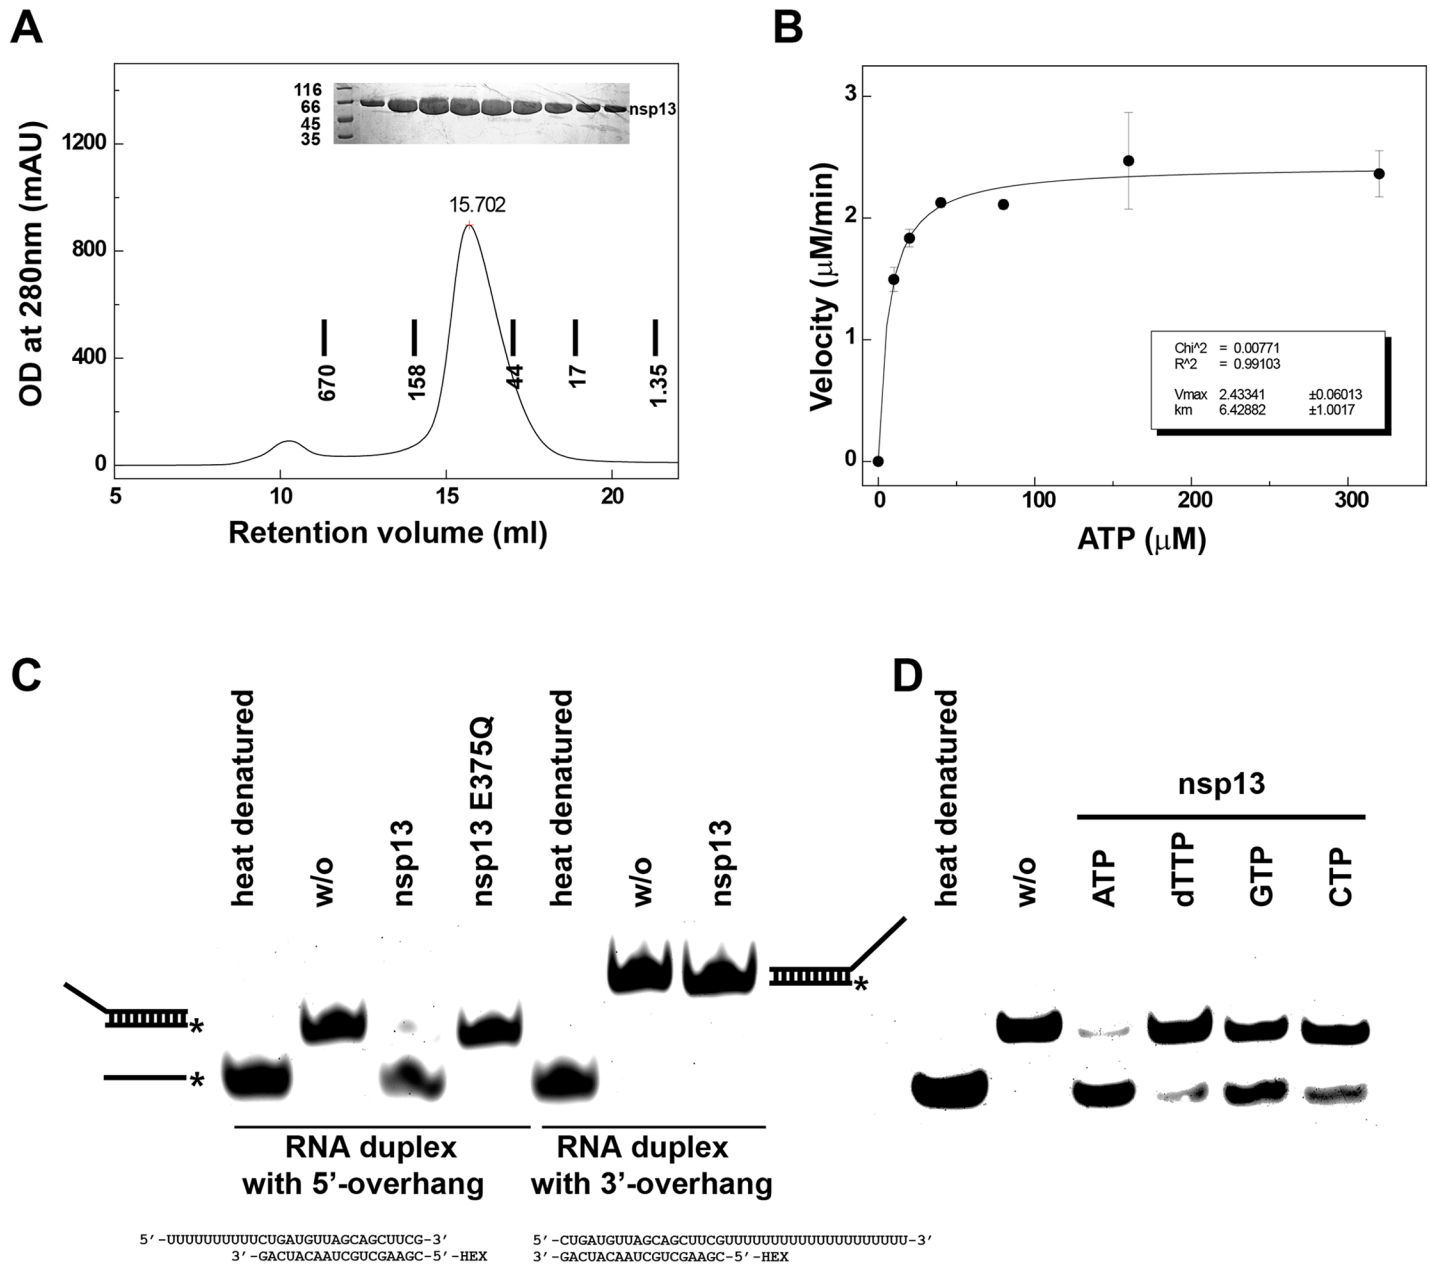 A
OD at 280nm (mAU)
1200
800
400
0
116
66
45
35
nsp13
15.702
670
158
44
17
1.35
5
10
15
20
Retention volume (ml)
B
Velocity (μM/min)
3
2
1
0
Chi^2 = 0.00771
R^2 = 0.99103
Vmax 2.43341 ±0.06013
km 6.42882 ±1.0017
0
100
200
300
ATP (μM)
C
heat denatured
w/o
nsp13
nsp13 E375Q
heat denatured
w/o
nsp13
*
*
*
RNA duplex
with 5’-overhang
RNA duplex
with 3’-overhang
5’-UUUUUUUUUUCUGAUGUUAGCAGCUUCG-3’
3’-GACUACAAUCGUCGAAGC-5’-HEX
5’-CUGAUGUUAGCAGCUUCGUUUUUUUUUUUUUUUUUUUU-3’
3’-GACUACAAUCGUCGAAGC-5’-HEX
D
heat denatured
w/o
nsp13
ATP
dTTP
GTP
CTP